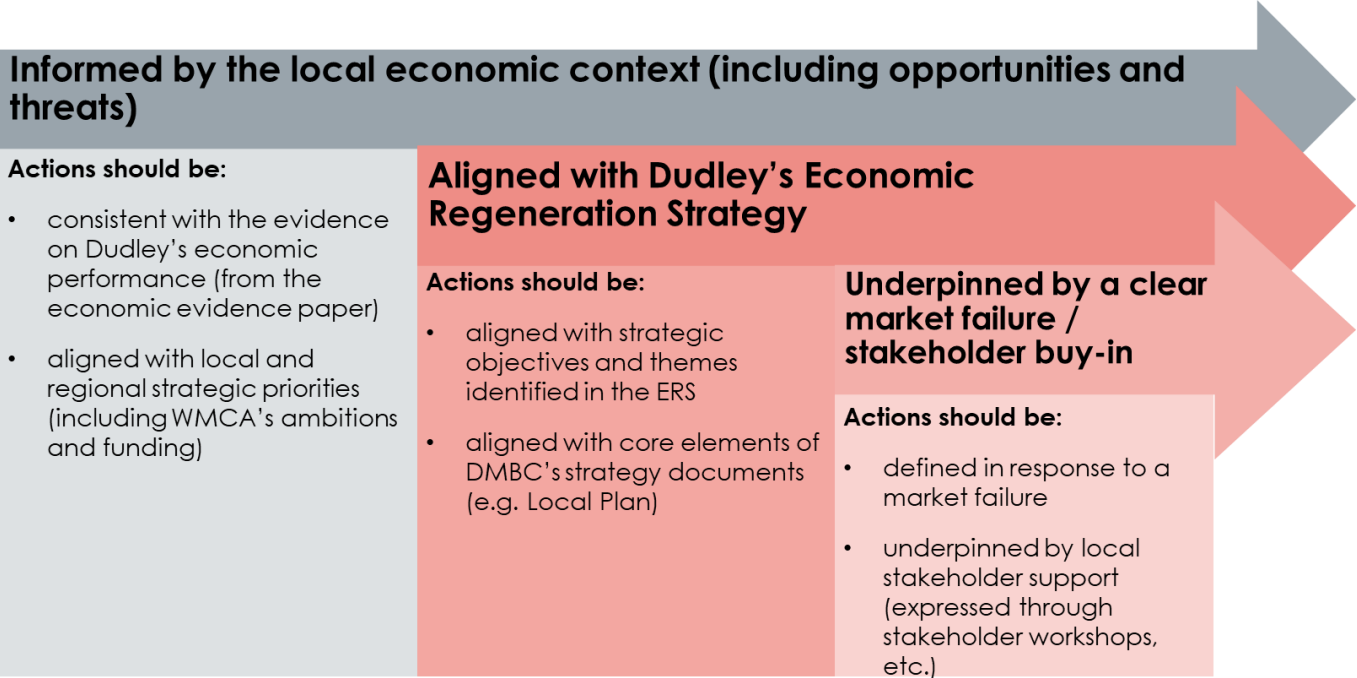 Informed by the local economic context (including opportunities and
threats)
Actions should be:
• consistent with the evidence
on Dudley’s economic
performance (from the
economic evidence paper)
• aligned with local and
regional strategic priorities
(including WMCA’s ambitions
and funding)
Aligned with Dudley’s Economic
Regeneration Strategy
Actions should be:
• aligned with strategic
objectives and themes
identified in the ERS
• aligned with core elements of
DMBC’s strategy documents
(e.g. Local Plan)
Underpinned by a clear
market failure /
stakeholder buy-in
Actions should be:
• defined in response to a
market failure
• underpinned by local
stakeholder support
(expressed through
stakeholder workshops,
etc.)